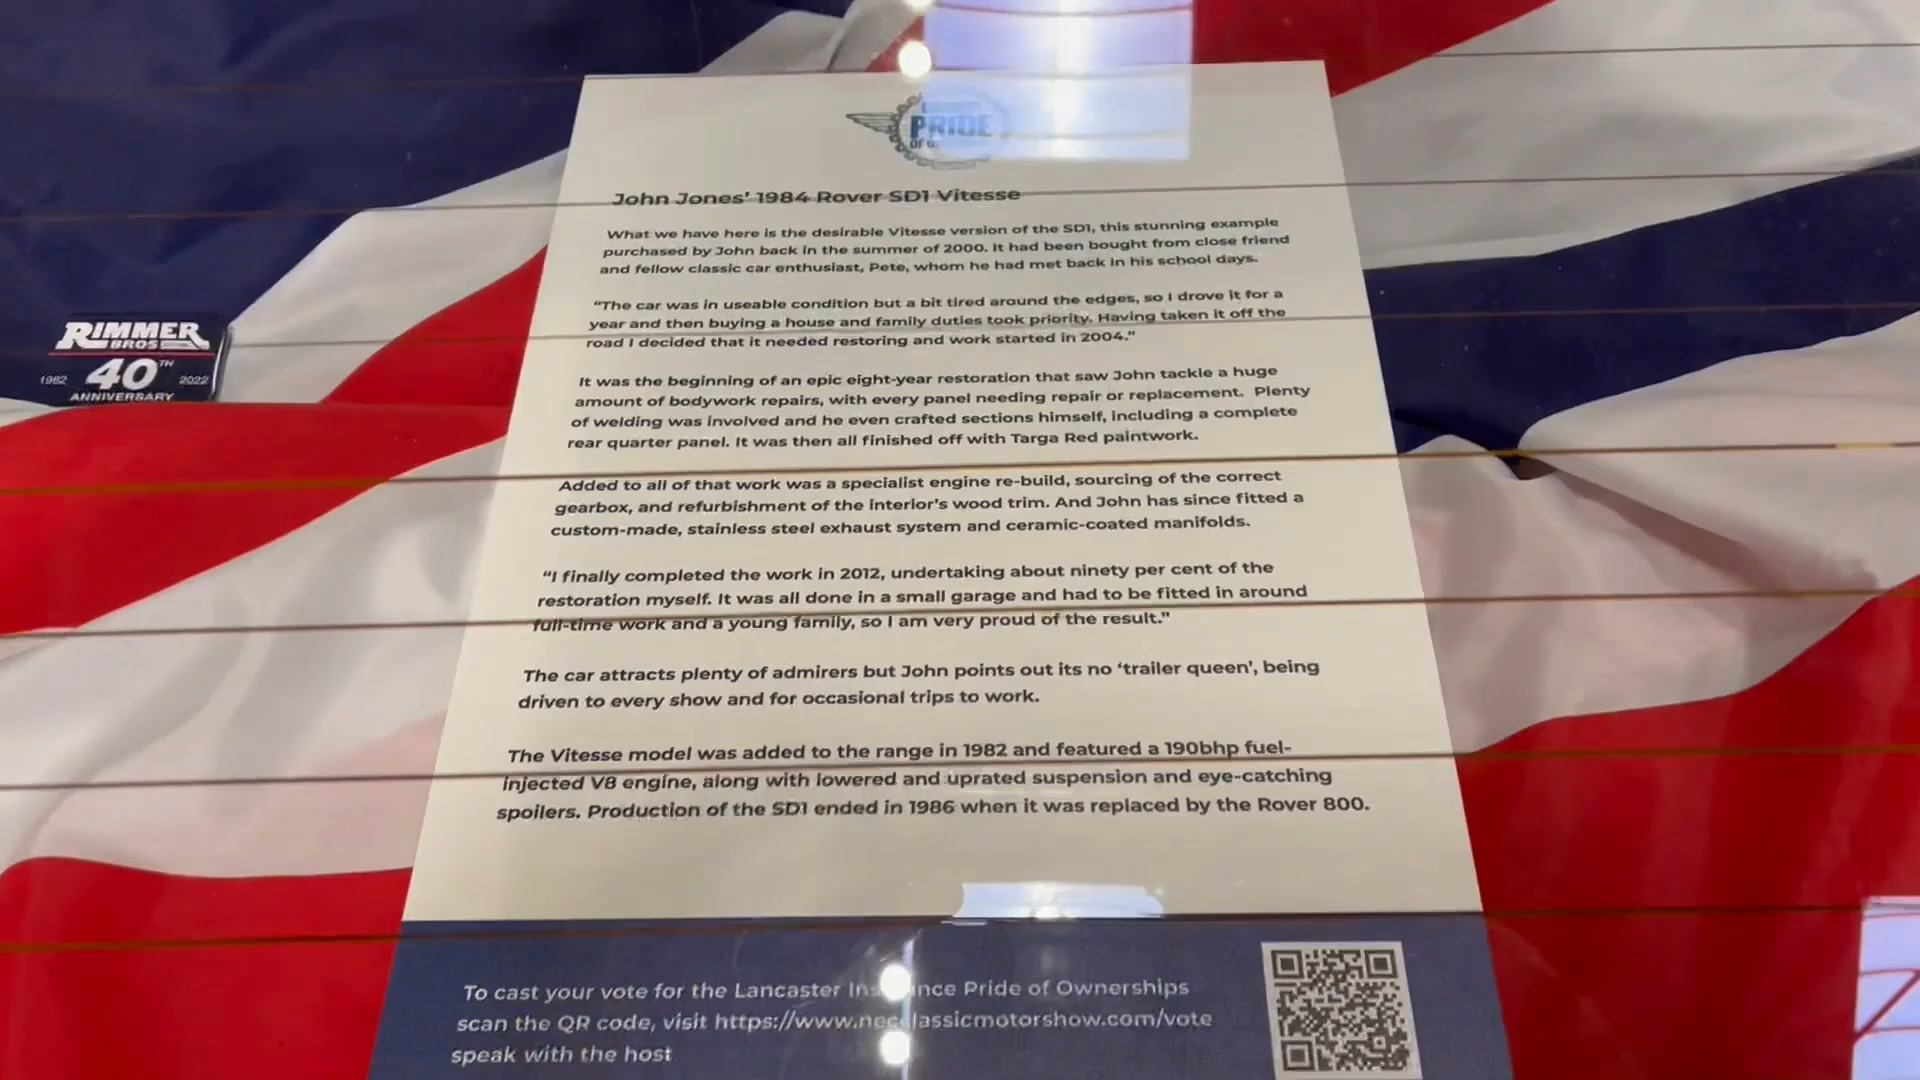 PRIDE
John Jones' 1984 Rover SD1 Vitesse
What we have here is the desirable Vitesse version of the SD1, this stunning example
purchased by John back in the summer of 2000. It had been bought from close friend
and fellow classic car enthusiast, Pete, whom he had met back in his school days.
"The car was in useable condition but a bit tired around the edges, so I drove it for a
year and then buying a house and family duties took priority. Having taken it off the
road I decided that it needed restoring and work started in 2004."
It was the beginning of an epic eight-year restoration that saw John tackle a huge
amount of bodywork repairs, with every panel needing repair or replacement. Plenty
of welding was involved and he even crafted sections himself, including a complete
rear quarter panel. It was then all finished off with Targa Red paintwork.
Added to all of that work was a specialist engine re-build, sourcing of the correct
gearbox, and refurbishment of the interior's wood trim. And John has since fitted a
custom-made, stainless steel exhaust system and ceramic-coated manifolds.
"I finally completed the work in 2012, undertaking about ninety per cent of the
restoration myself. It was all done in a small garage and had to be fitted in around
full-time work and a young family, so I am very proud of the result."
The car attracts plenty of admirers but John points out its no 'trailer queen', being
driven to every show and for occasional trips to work.
The Vitesse model was added to the range in 1982 and featured a 190bhp fuel-
injected V8 engine, along with lowered and uprated suspension and eye-catching
spoilers. Production of the SD1 ended in 1986 when it was replaced by the Rover 800.
To cast your vote for the Lancaster Insurance Pride of Ownerships
scan the QR code, visit https://www.necclassicmotorshow.com/vote
speak with the host
RIMMER
BROS
1982 40TH 2022
ANNIVERSARY